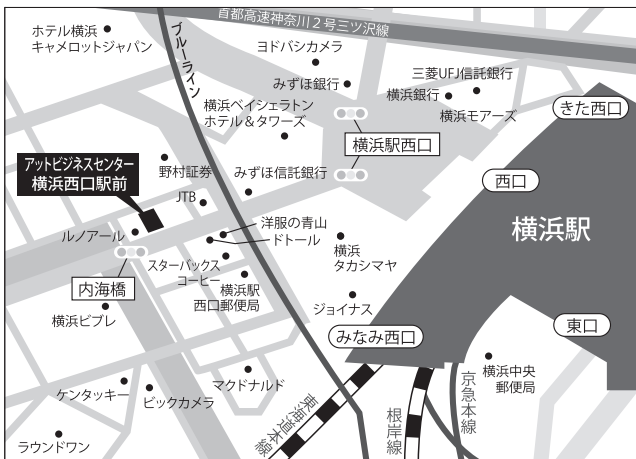 首都高速神奈川2号三ツ沢線
ホテル横浜
キャメロットジャパン
ブルーライン
ヨドバシカメラ
みずほ銀行
三菱UFJ信託銀行
横浜銀行
横浜モアーズ
きた西口
横浜ベイシェラトン
ホテル&タワーズ
横浜駅西口
アットビジネスセンター
横浜西口駅前
野村証券
みずほ信託銀行
西口
JTB
横浜駅
ルノアール
洋服の青山
ドトール
横浜
タカシマヤ
スターバックス
コーヒー
内海橋
横浜駅
西口郵便局
ジョイナス
横浜ビブレ
みなみ西口
東口
横浜中央
郵便局
ケンタッキー
ビックカメラ
マクドナルド
東海道本線
根岸線
京急本線
ラウンドワン